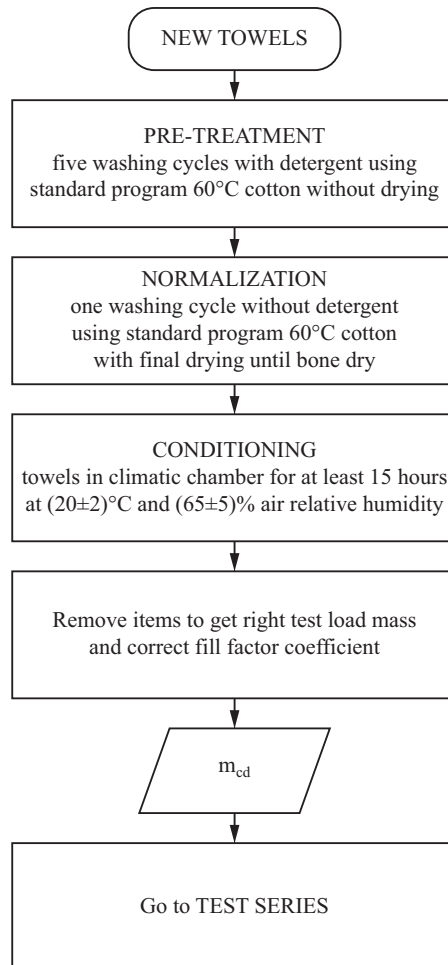 NEW TOWELS
PRE-TREATMENT
five washing cycles with detergent using
standard program 60°C cotton without drying
NORMALIZATION
one washing cycle without detergent
using standard program 60°C cotton
with final drying until bone dry
CONDITIONING
towels in climatic chamber for at least 15 hours
at (20±2)°C and (65±5)% air relative humidity
Remove items to get right test load mass
and correct fill factor coefficient
m_cd
Go to TEST SERIES